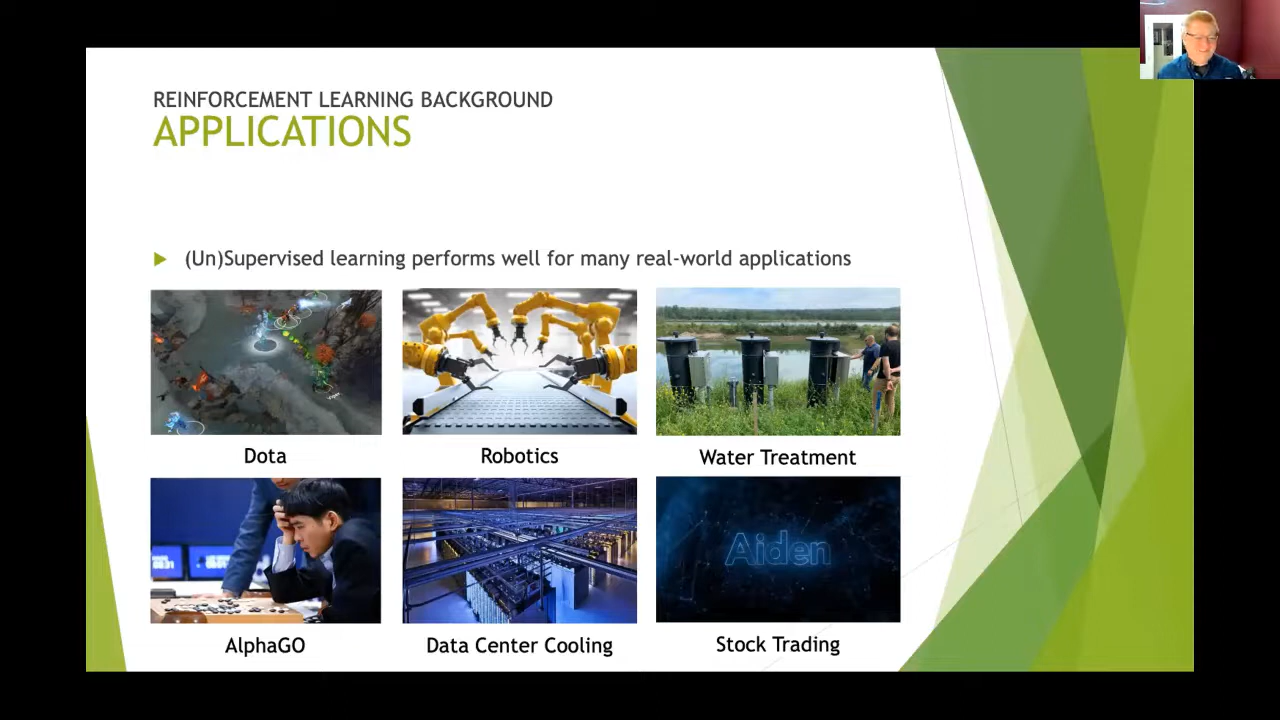 REINFORCEMENT LEARNING BACKGROUND
APPLICATIONS
(Un)Supervised learning performs well for many real-world applications
Dota
Robotics
Water Treatment
Aiden
AlphaGO
Data Center Cooling
Stock Trading